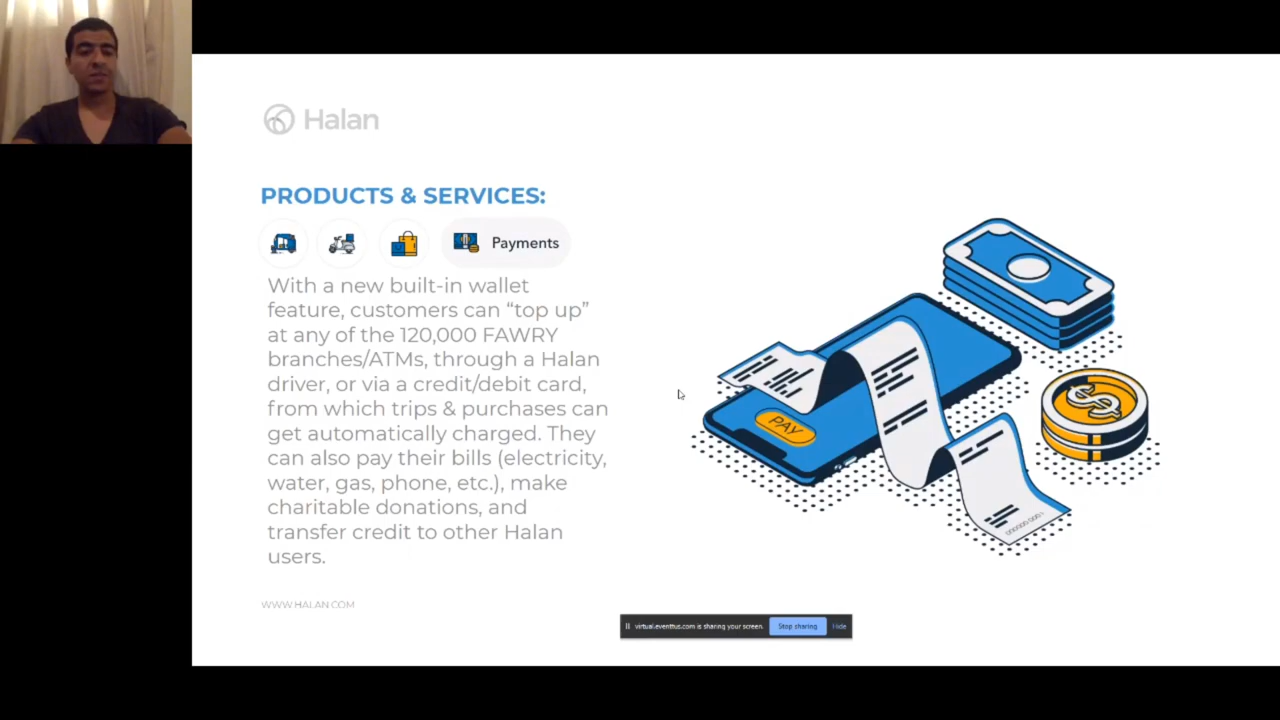 Halan
PRODUCTS & SERVICES:
Payments
With a new built-in wallet
feature, customers can “top up”
at any of the 120,000 FAWRY
branches/ATMs, through a Halan
driver, or via a credit/debit card,
from which trips & purchases can
get automatically charged. They
can also pay their bills (electricity,
water, gas, phone, etc.), make
charitable donations, and
transfer credit to other Halan
users.
PAY
WWW.HALAN.COM
virtual.eventtus.com is sharing your screen.
Stop sharing
Hide